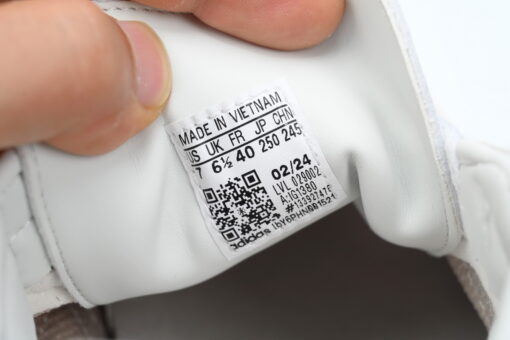 MADE IN VIETNAM
US UK FR JP CHN
7 6½ 40 250 245
02/24
LVL 029002
A:IG1380
#133927476
adidas